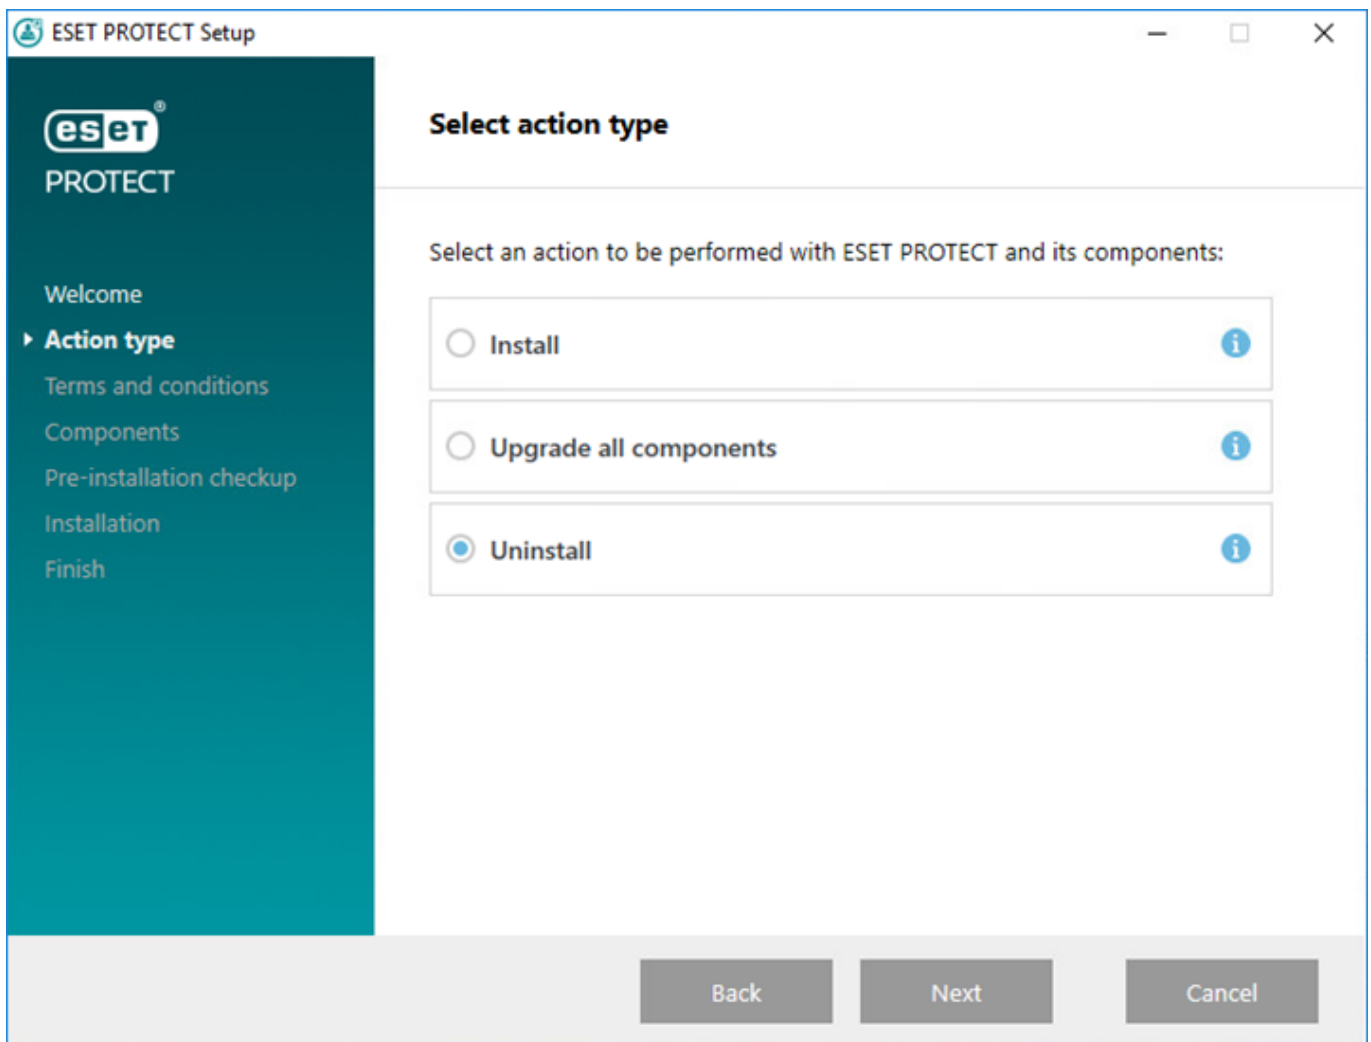 ESET PROTECT Setup
eset®
PROTECT
Welcome
Action type
Terms and conditions
Components
Pre-installation checkup
Installation
Finish
Select action type
Select an action to be performed with ESET PROTECT and its components:
Install
Upgrade all components
Uninstall
Back
Next
Cancel